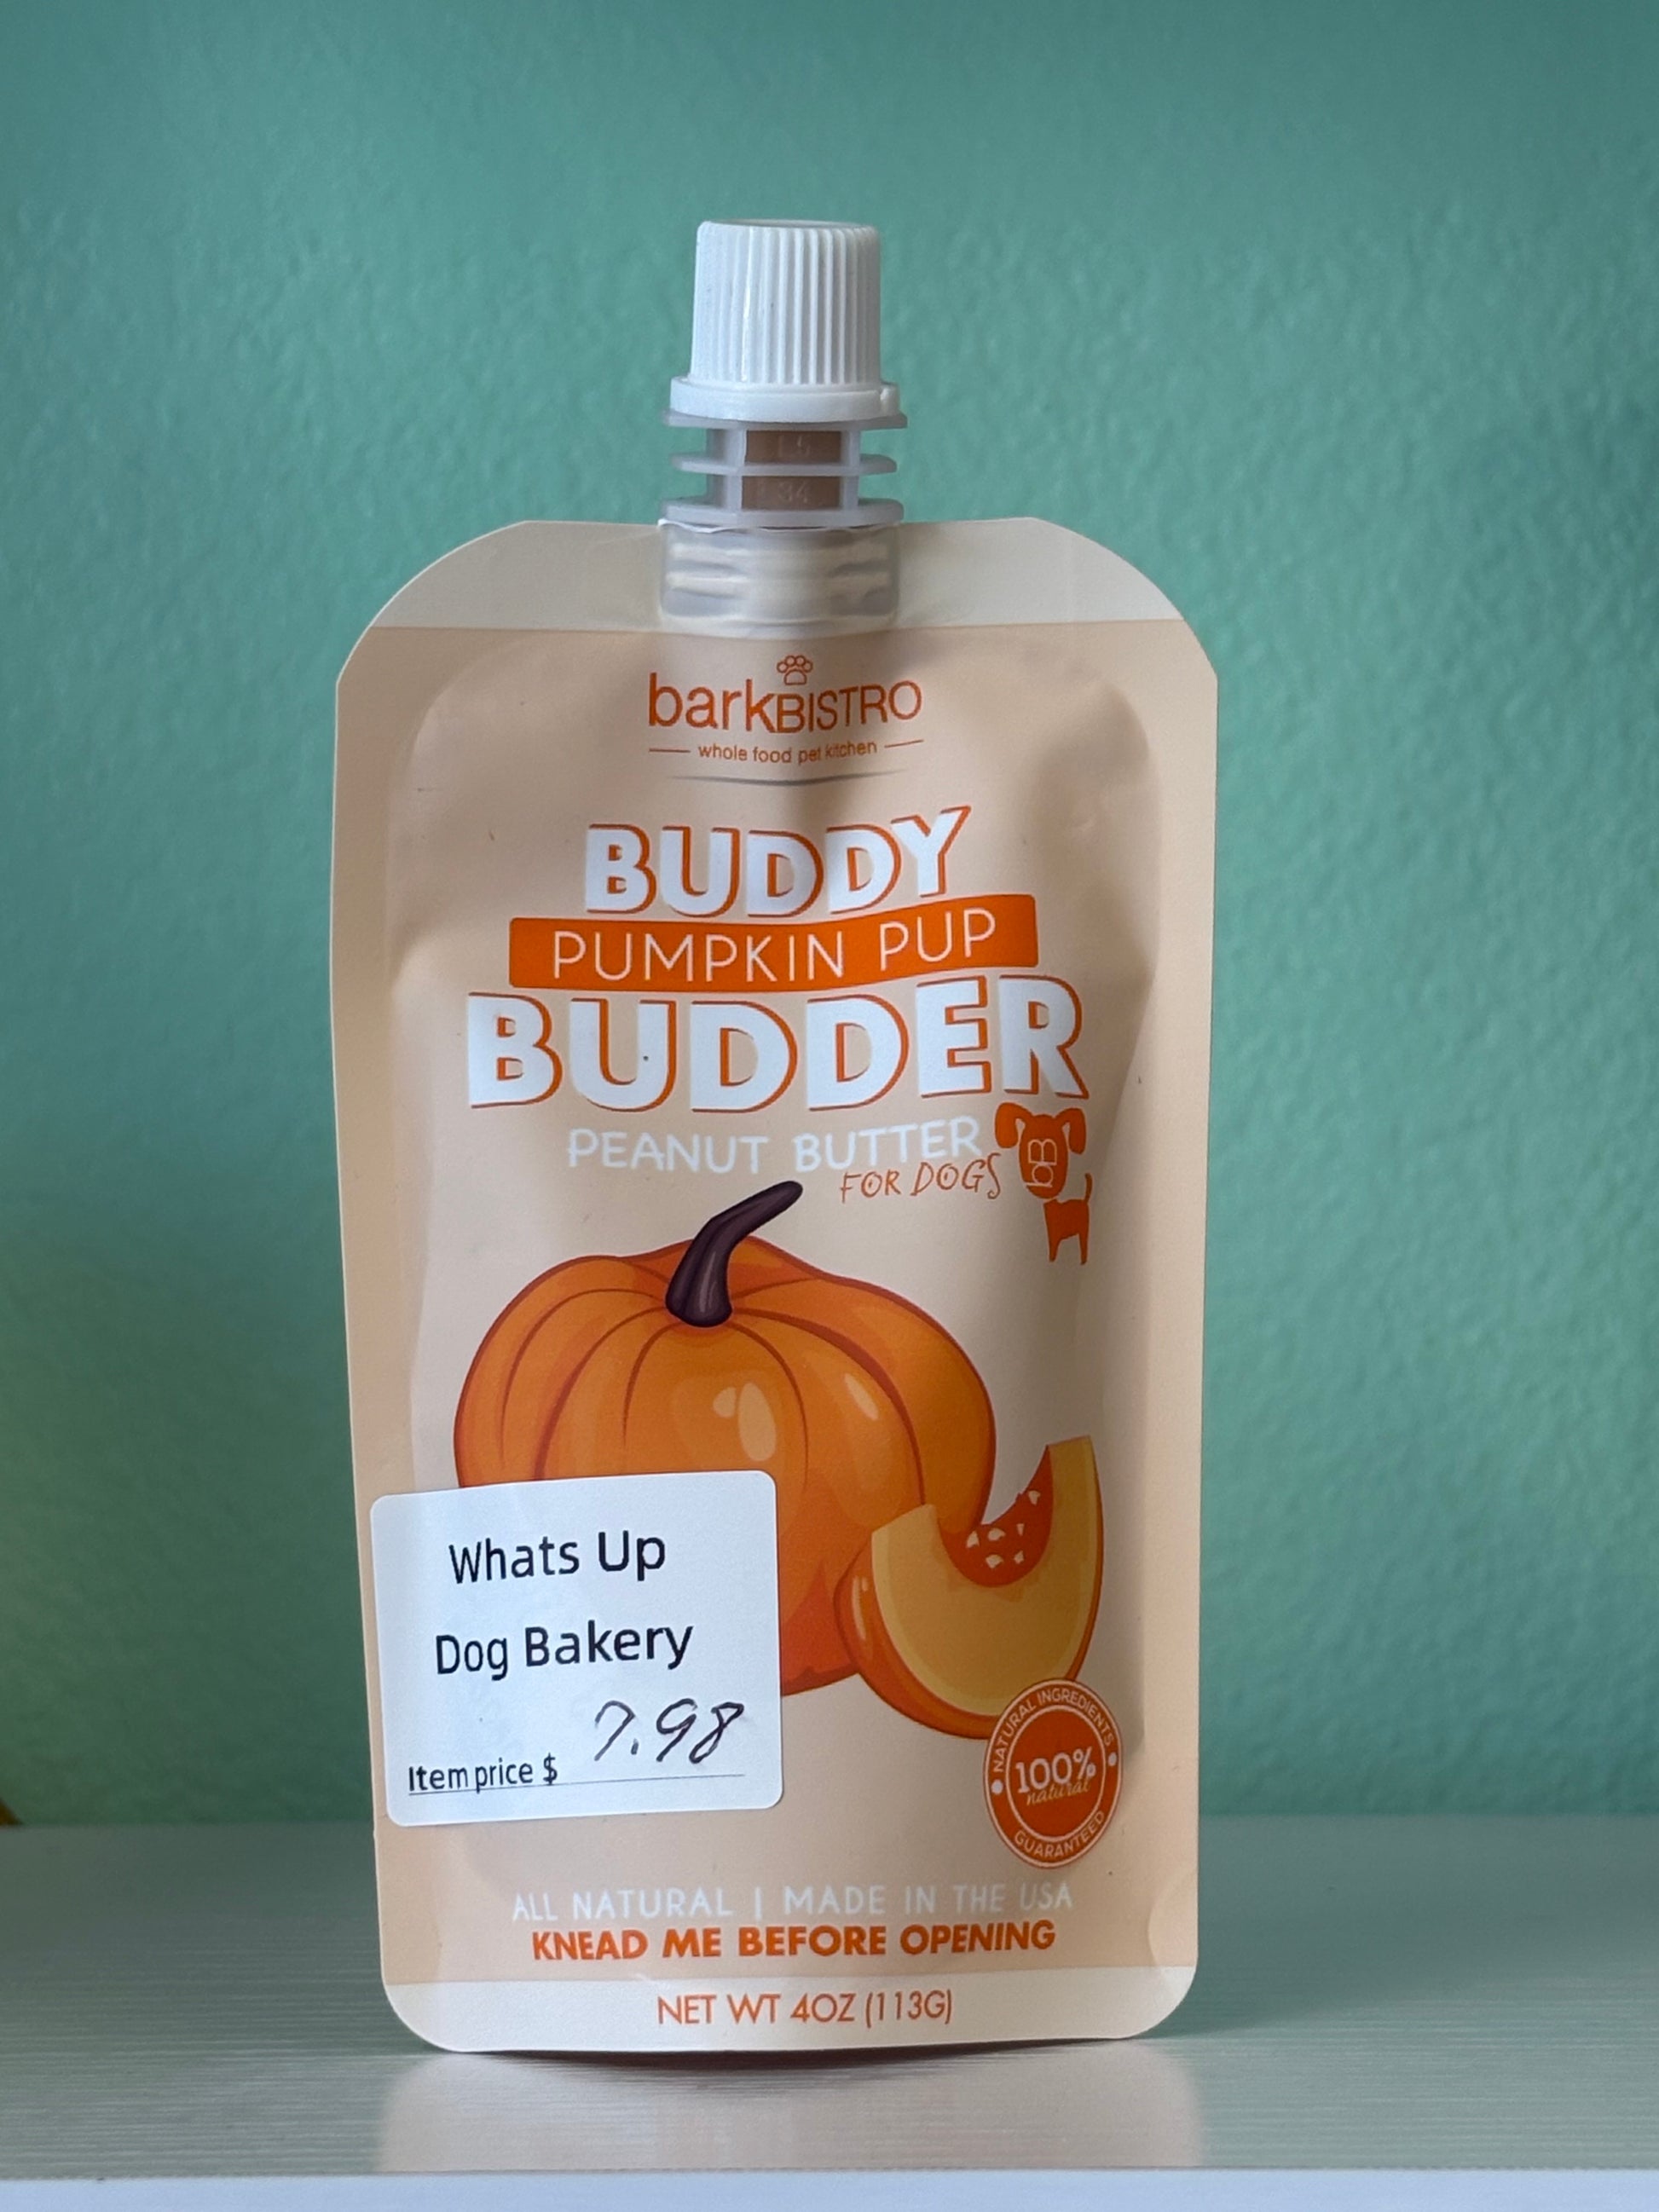 barkBISTRO
whole food pet kitchen
BUDDY
PUMPKIN PUP
BUDDER
PEANUT BUTTER
FOR DOGS
Whats Up
Dog Bakery
Item price $ 7.98
NATURAL INGREDIENTS
100%
natural
GUARANTEED
ALL NATURAL | MADE IN THE USA
KNEAD ME BEFORE OPENING
NET WT 4OZ (113G)